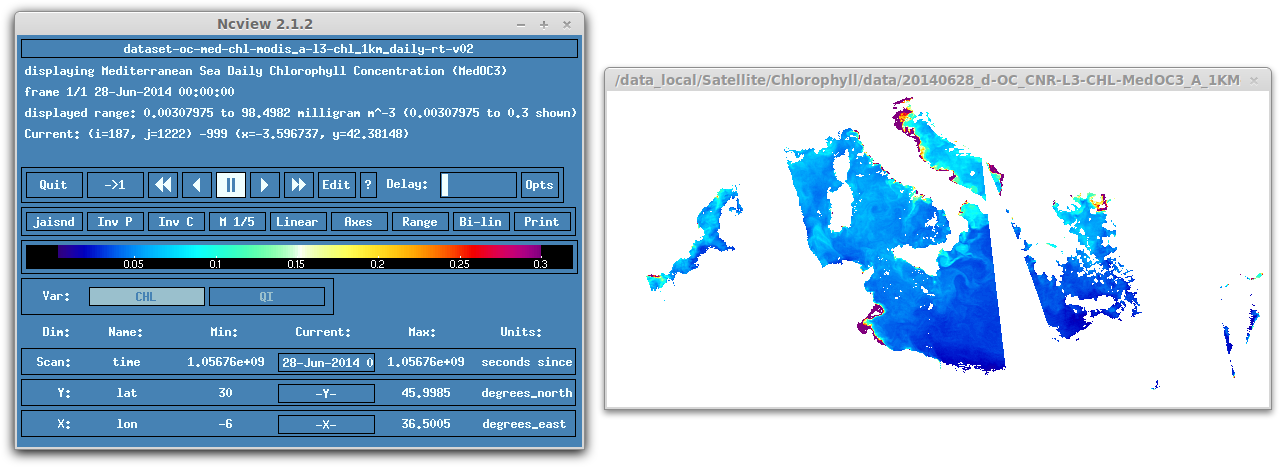 Ncview 2.1.2
dataset-oc-med-chl-modis_a-l3-chl_1km_daily-rt-v02
displaying Mediterranean Sea Daily Chlorophyll Concentration (MedOC3)
frame 1/1 28-Jun-2014 00:00:00
displayed range: 0.00307975 to 98.4982 milligram m^-3 (0.00307975 to 0.3 shown)
Current: (i=187, j=1222) -999 (x=-3.596737, y=42.38148)
Quit ->1 Edit ? Delay: Opts
jaisnd Inv P Inv C M 1/5 Linear Axes Range Bi-lin Print
0.05 0.1 0.15 0.2 0.25 0.3
Var: CHL QI
Dim: Name: Min: Current: Max: Units:
Scan: time 1.05676e+09 28-Jun-2014 0 1.05676e+09 seconds since
Y: lat 30 -Y- 45.9985 degrees_north
X: lon -6 -X- 36.5005 degrees_east
/data_local/Satellite/Chlorophyll/data/20140628_d-OC_CNR-L3-CHL-MedOC3_A_1KM